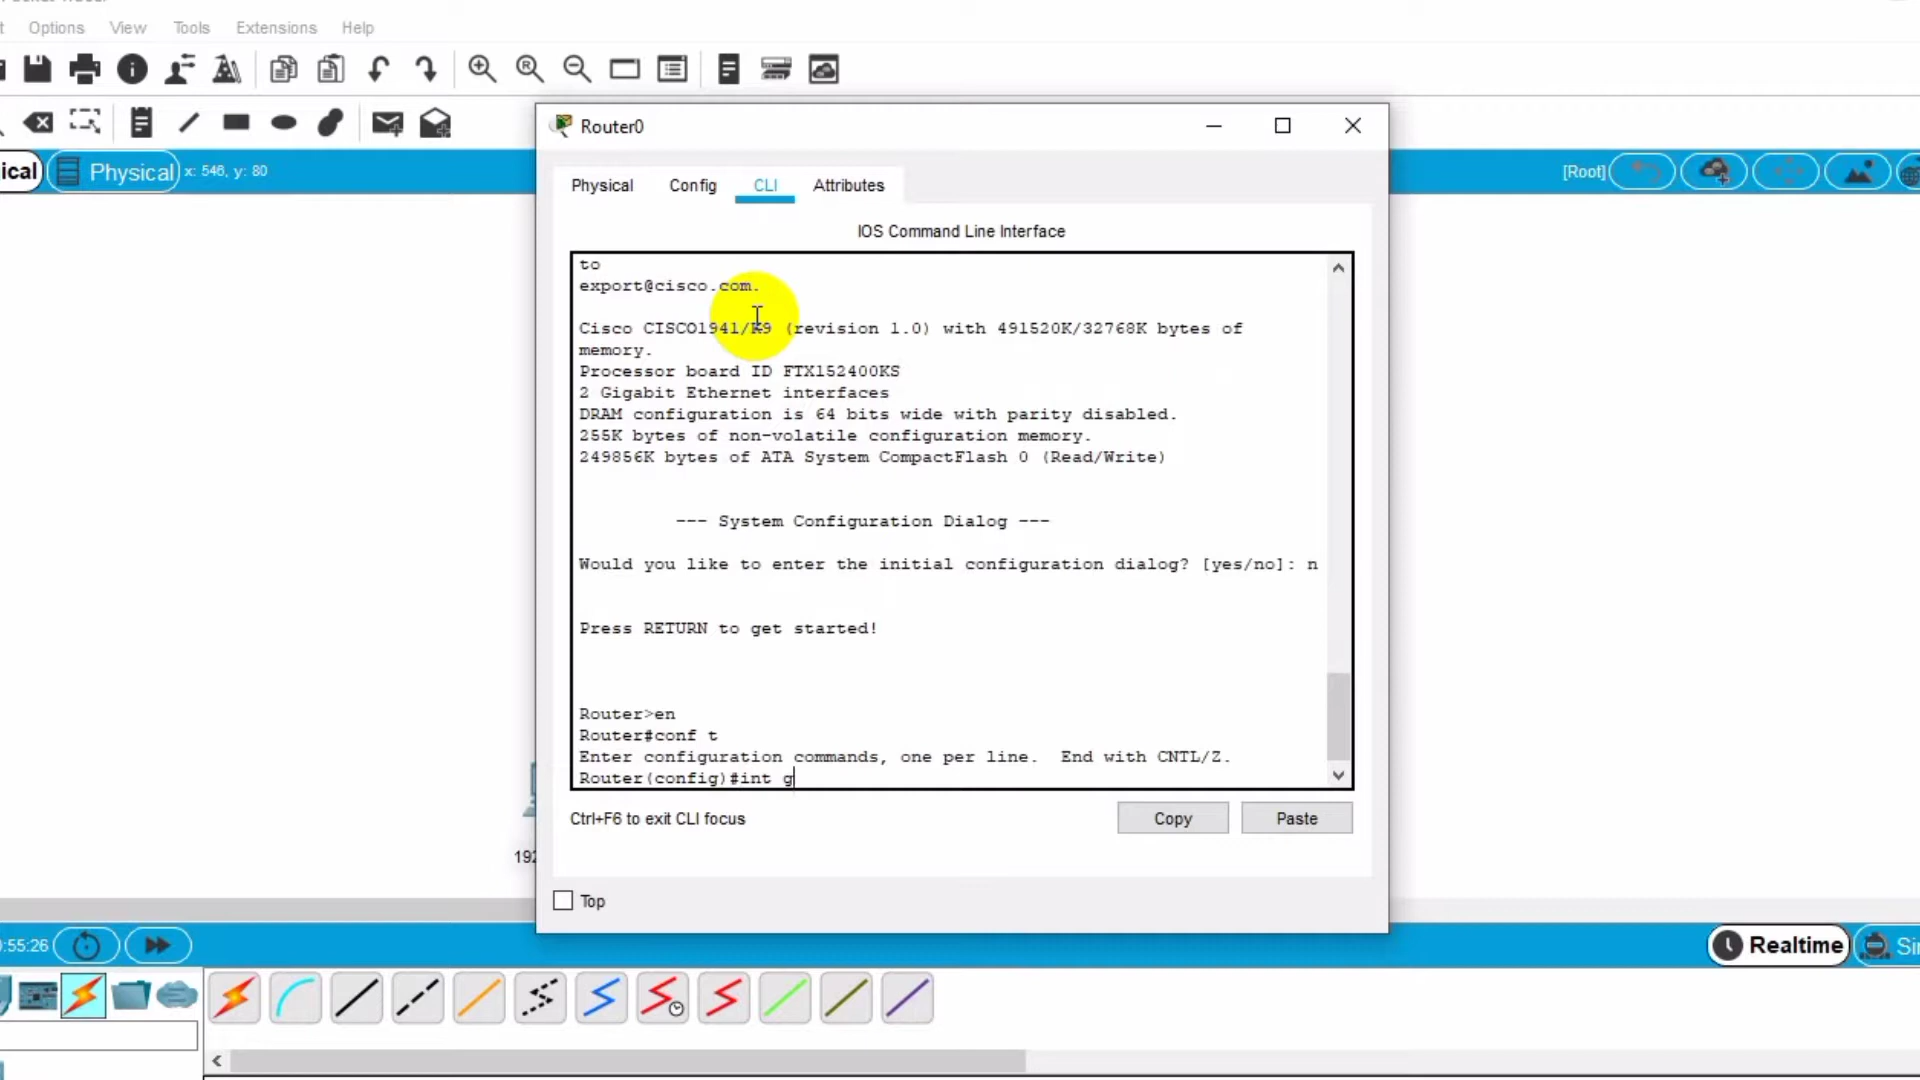 Options View Tools Extensions Help
Router0
ical Physical x: 546, y: 80 [Root]
Physical Config CLI Attributes
IOS Command Line Interface
to
export@cisco.com.
Cisco CISCO1941/K9 (revision 1.0) with 491520K/32768K bytes of
memory.
Processor board ID FTX152400KS
2 Gigabit Ethernet interfaces
DRAM configuration is 64 bits wide with parity disabled.
255K bytes of non-volatile configuration memory.
249856K bytes of ATA System CompactFlash 0 (Read/Write)
--- System Configuration Dialog ---
Would you like to enter the initial configuration dialog? [yes/no]: n
Press RETURN to get started!
Router>en
Router#conf t
Enter configuration commands, one per line. End with CNTL/Z.
Router(config)#int g
Ctrl+F6 to exit CLI focus Copy Paste
192
Top
:55:26 Realtime Sir